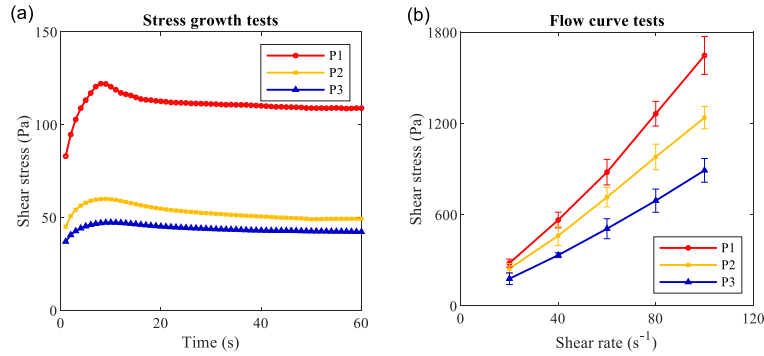 (a)
Stress growth tests
150
100
50
0
Shear stress (Pa)
0
20
40
60
Time (s)
P1
P2
P3
(b)
Flow curve tests
1800
1200
600
0
Shear stress (Pa)
0
40
80
120
Shear rate (s⁻¹)
P1
P2
P3